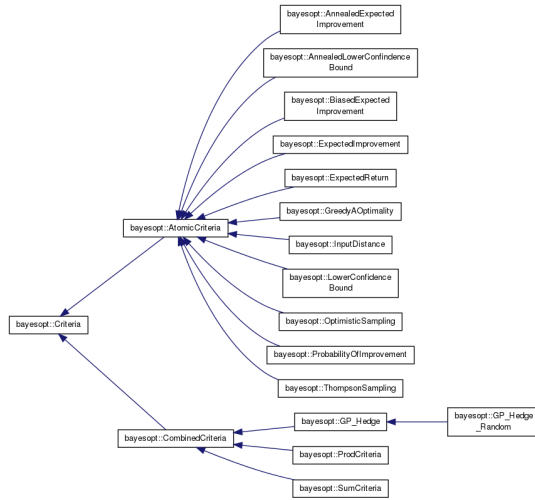 bayesopt::AnnealedExpected
Improvement
bayesopt::AnnealedLowerConfindence
Bound
bayesopt::BiasedExpected
Improvement
bayesopt::ExpectedImprovement
bayesopt::ExpectedReturn
bayesopt::GreedyAOptimality
bayesopt::AtomicCriteria
bayesopt::InputDistance
bayesopt::LowerConfidence
Bound
bayesopt::OptimisticSampling
bayesopt::Criteria
bayesopt::ProbabilityOfImprovement
bayesopt::ThompsonSampling
bayesopt::GP_Hedge
bayesopt::GP_Hedge
_Random
bayesopt::CombinedCriteria
bayesopt::ProdCriteria
bayesopt::SumCriteria